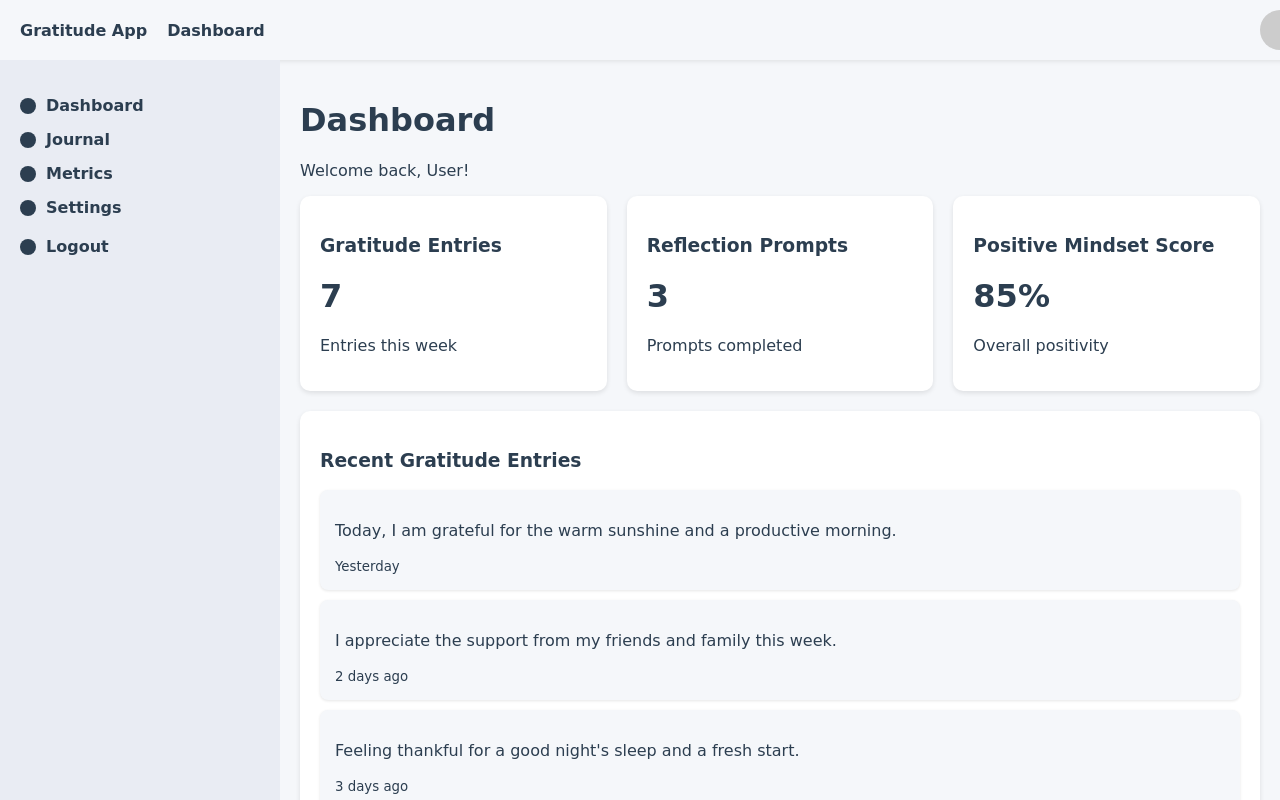 Gratitude App Dashboard
Dashboard
Journal
Metrics
Settings
Logout
Dashboard
Welcome back, User!
Gratitude Entries
7
Entries this week
Reflection Prompts
3
Prompts completed
Positive Mindset Score
85%
Overall positivity
Recent Gratitude Entries
Today, I am grateful for the warm sunshine and a productive morning.
Yesterday
I appreciate the support from my friends and family this week.
2 days ago
Feeling thankful for a good night's sleep and a fresh start.
3 days ago